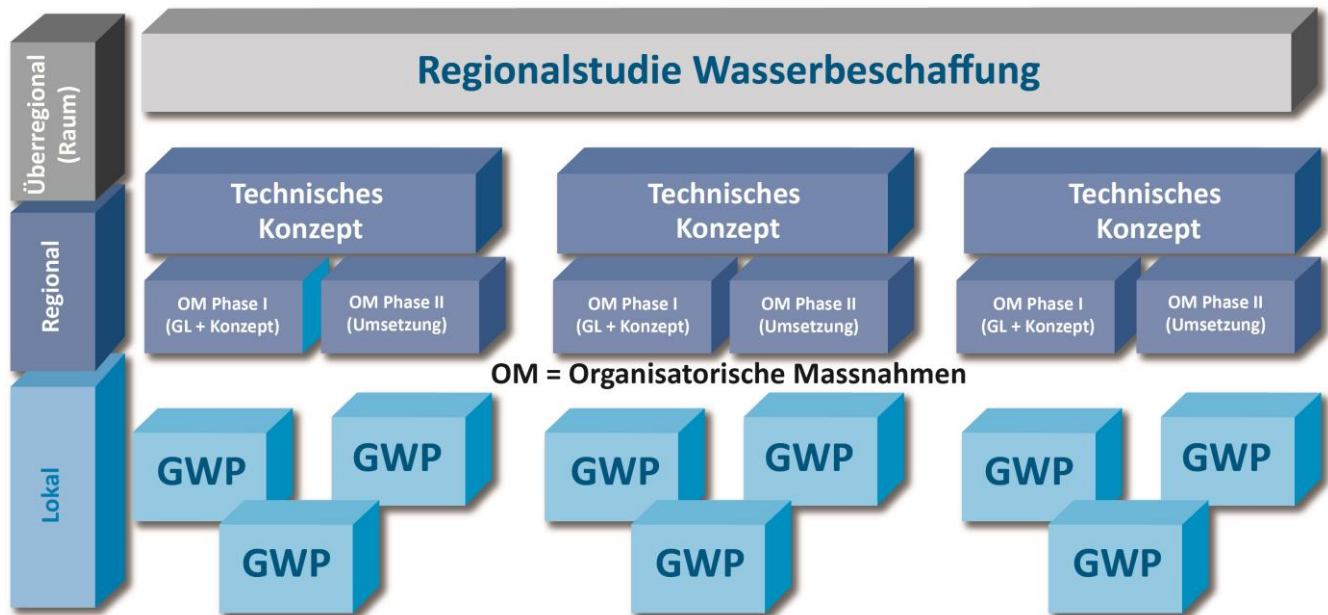 Überregional
(Raum)
Regionalstudie Wasserbeschaffung
Regional
Technisches
Konzept
Technisches
Konzept
Technisches
Konzept
OM Phase I
(GL + Konzept)
OM Phase II
(Umsetzung)
OM Phase I
(GL + Konzept)
OM Phase II
(Umsetzung)
OM Phase I
(GL + Konzept)
OM Phase II
(Umsetzung)
OM = Organisatorische Massnahmen
Lokal
GWP
GWP
GWP
GWP
GWP
GWP
GWP
GWP
GWP